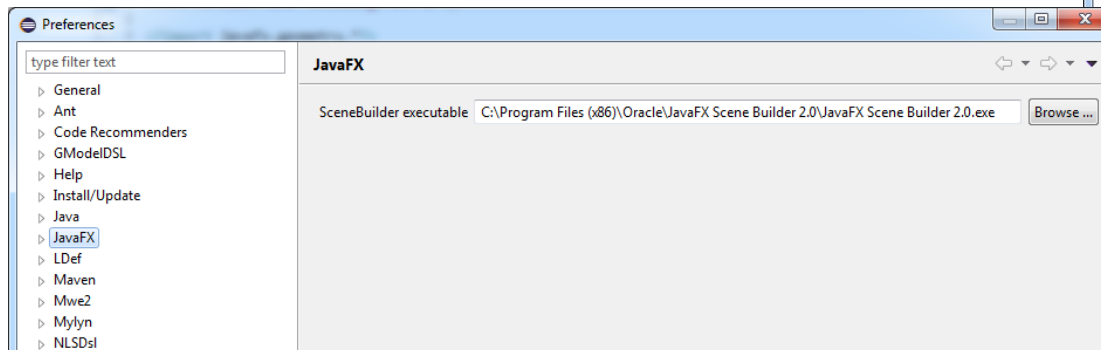 Preferences
type filter text
JavaFX
General
Ant
Code Recommenders
GModelDSL
Help
Install/Update
Java
JavaFX
LDef
Maven
Mwe2
Mylyn
NLSDsl
SceneBuilder executable C:\Program Files (x86)\Oracle\JavaFX Scene Builder 2.0\JavaFX Scene Builder 2.0.exe Browse ...